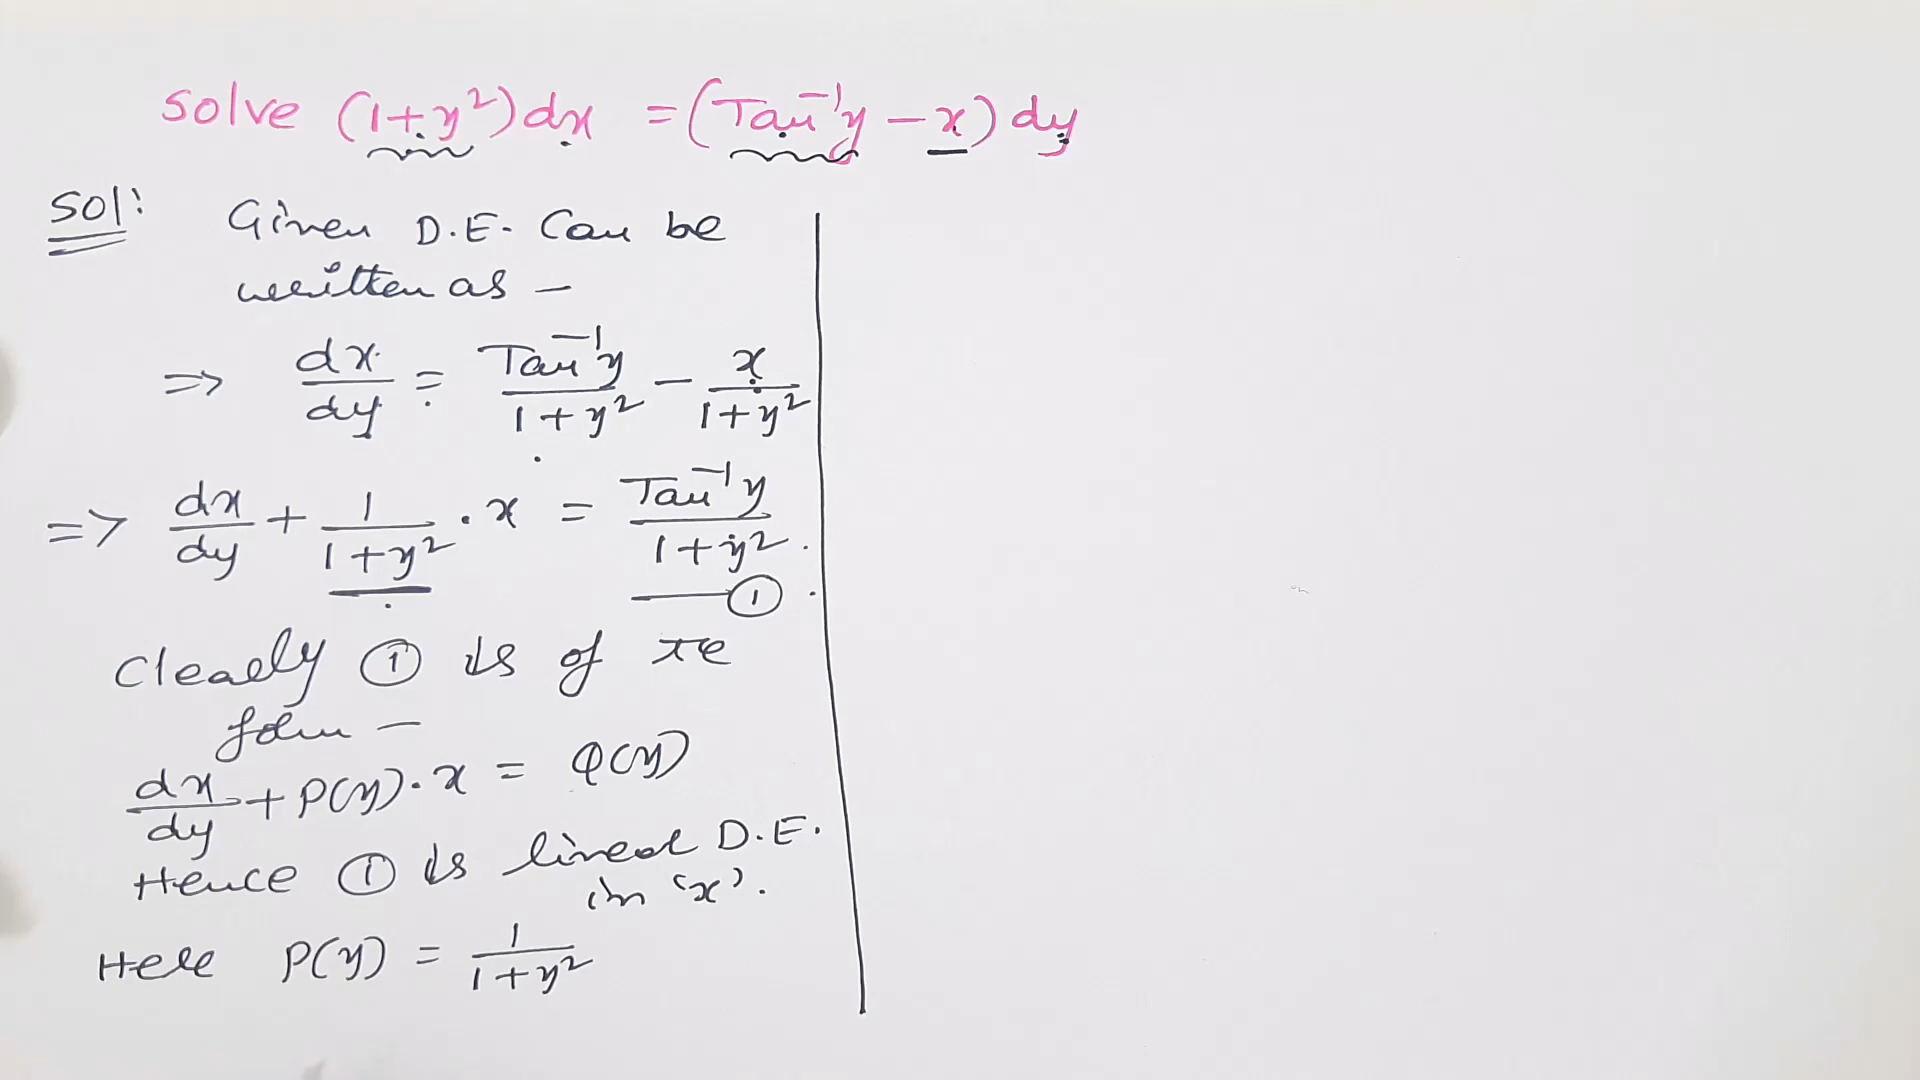 solve (1+y²)dx = (Tan⁻¹y – x) dy
Sol: Given D.E. Can be
written as –
=> dx/dy = Tan⁻¹y/1+y² – x/1+y²
=> dx/dy + 1/1+y² · x = Tan⁻¹y/1+y² — ①
Clearly ① is of the
form –
dx/dy + P(y)·x = Q(y)
Hence ① is linear D.E.
in 'x'.
Here P(y) = 1/1+y²